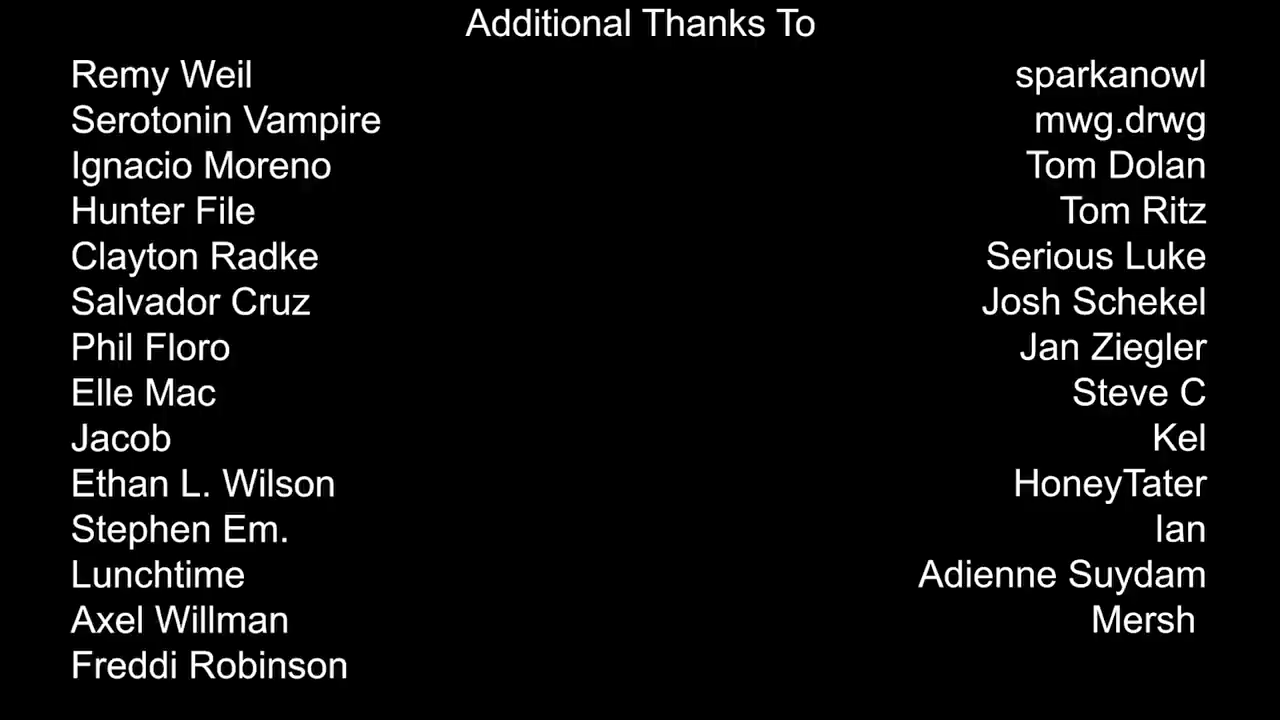 Additional Thanks To
Remy Weil
Serotonin Vampire
Ignacio Moreno
Hunter File
Clayton Radke
Salvador Cruz
Phil Floro
Elle Mac
Jacob
Ethan L. Wilson
Stephen Em.
Lunchtime
Axel Willman
Freddi Robinson
sparkanowl
mwg.drwg
Tom Dolan
Tom Ritz
Serious Luke
Josh Schekel
Jan Ziegler
Steve C
Kel
HoneyTater
Ian
Adienne Suydam
Mersh